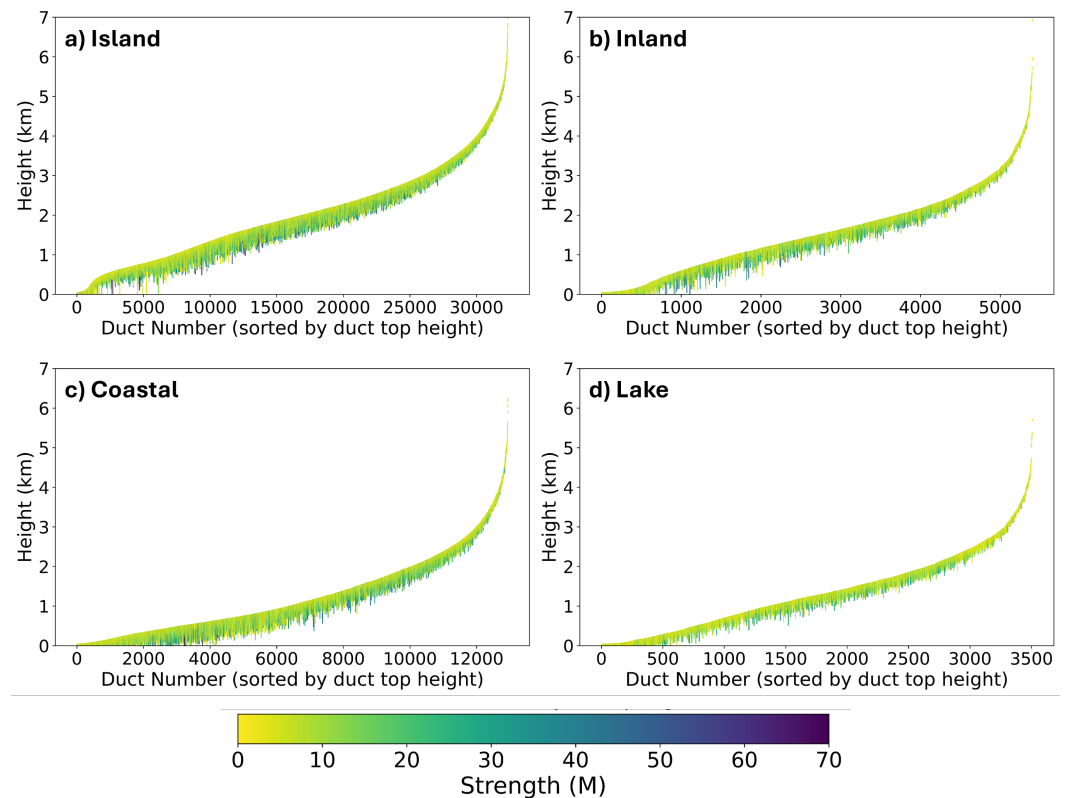 a) Island
7
6
5
4
3
2
1
0
Height (km)
0 5000 10000 15000 20000 25000 30000
Duct Number (sorted by duct top height)
b) Inland
7
6
5
4
3
2
1
0
Height (km)
0 1000 2000 3000 4000 5000
Duct Number (sorted by duct top height)
c) Coastal
7
6
5
4
3
2
1
0
Height (km)
0 2000 4000 6000 8000 10000 12000
Duct Number (sorted by duct top height)
d) Lake
7
6
5
4
3
2
1
0
Height (km)
0 500 1000 1500 2000 2500 3000 3500
Duct Number (sorted by duct top height)
0 10 20 30 40 50 60 70
Strength (M)